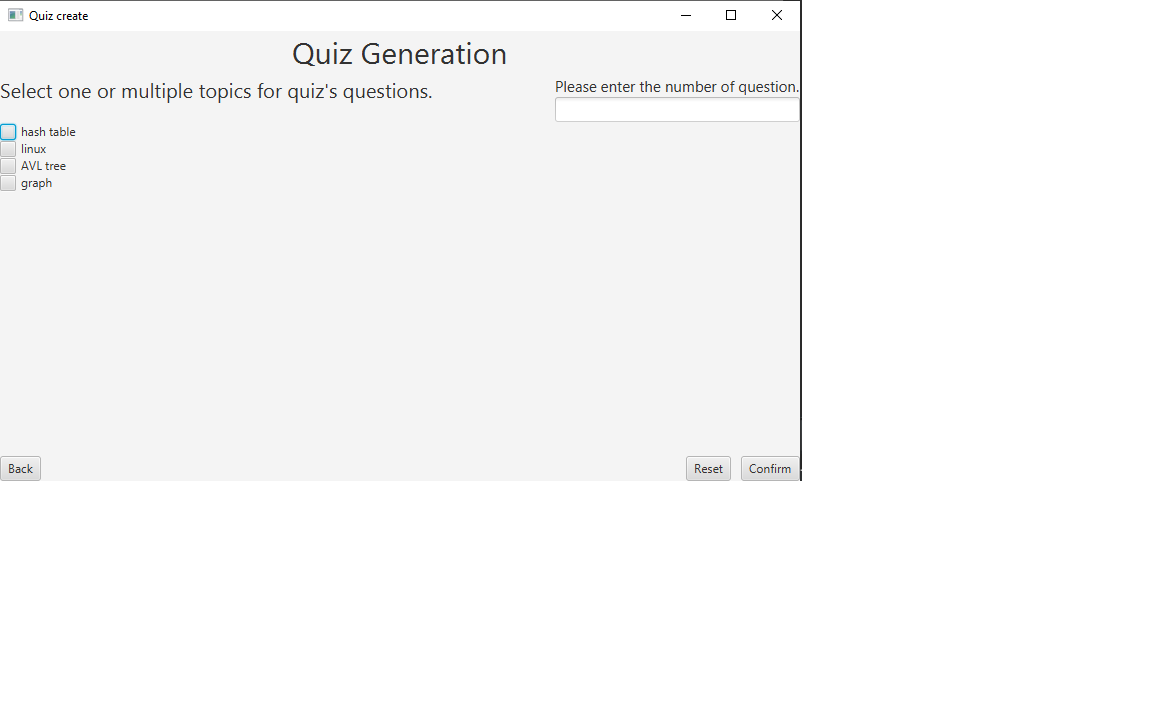 Quiz create
Quiz Generation
Select one or multiple topics for quiz's questions.
Please enter the number of question.
hash table
linux
AVL tree
graph
Back
Reset
Confirm